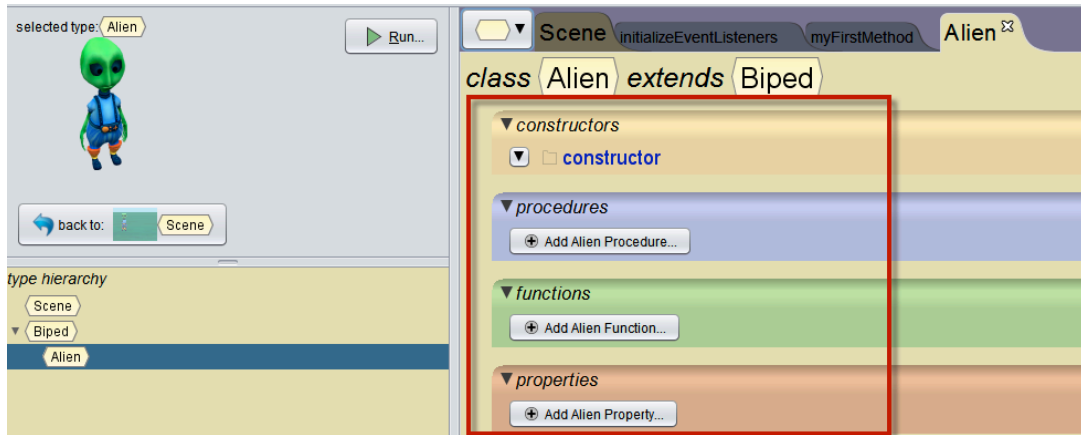 selected type: Alien
Run...
back to: Scene
type hierarchy
Scene
Biped
Alien
Scene initializeEventListeners myFirstMethod Alien
class Alien extends Biped
constructors
constructor
procedures
Add Alien Procedure...
functions
Add Alien Function...
properties
Add Alien Property...